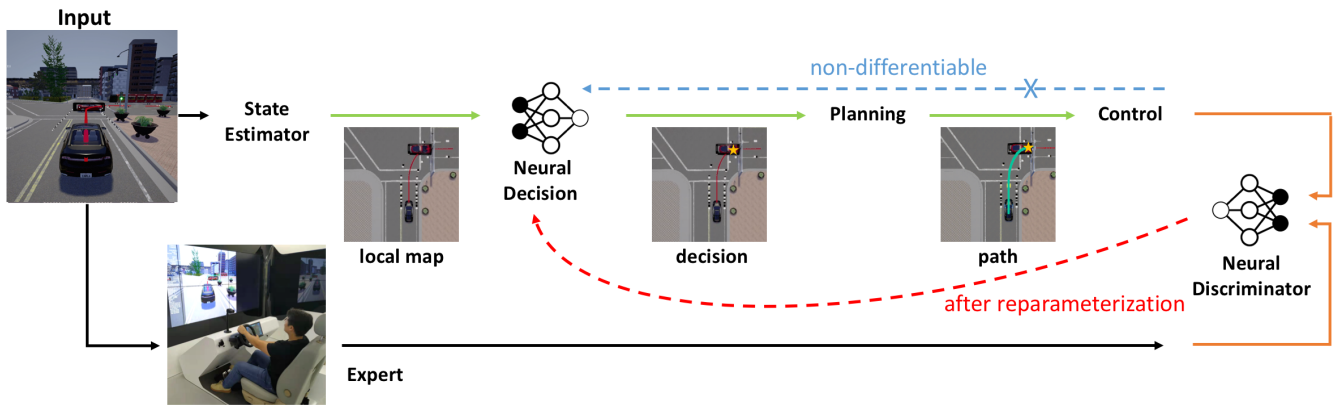 Input
non-differentiable
X
State
Estimator
Planning
Control
Neural
Decision
local map
decision
path
Neural
Discriminator
after reparameterization
Expert